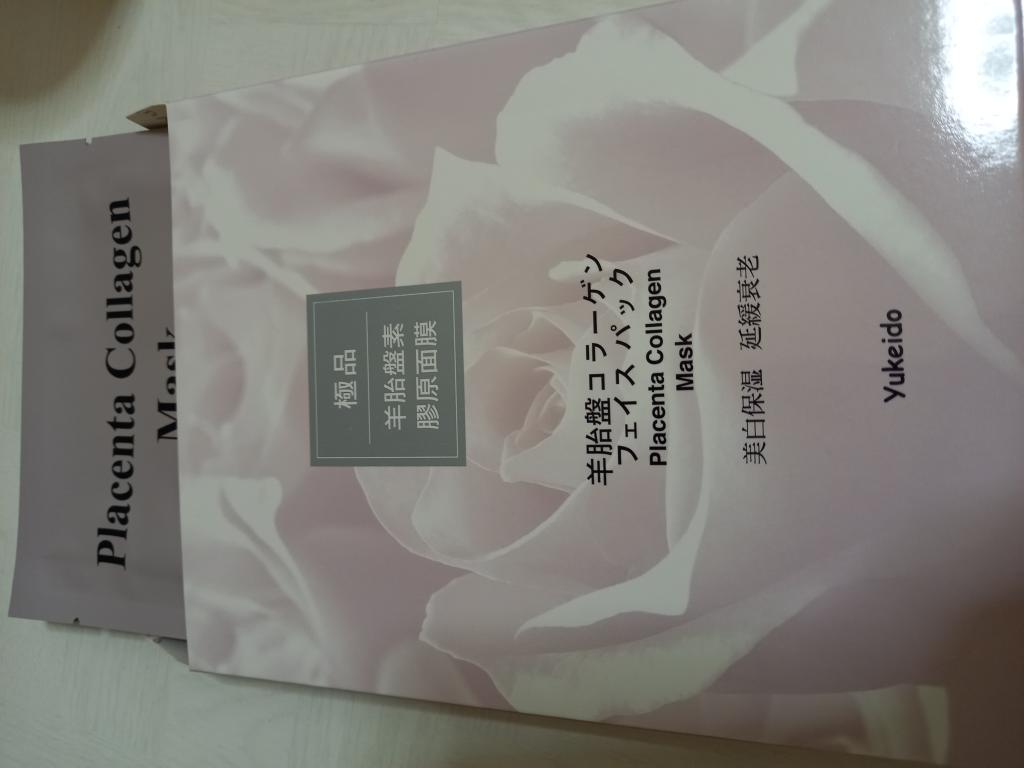 Placenta Collagen
Mask
極品
羊胎盤素
膠原面膜
羊胎盤コラーゲン
フェイスパック
Placenta Collagen
Mask
美白保湿 延緩衰老
Yukeido